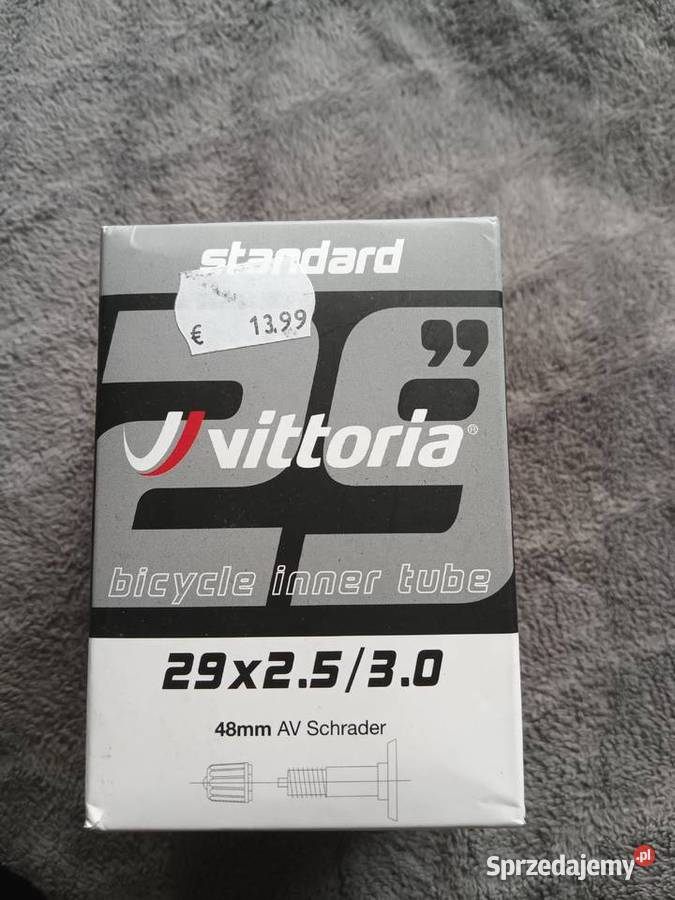 standard
€ 13.99
29"
vittoria®
bicycle inner tube
29x2.5/3.0
48mm AV Schrader
Sprzedajemy.pl